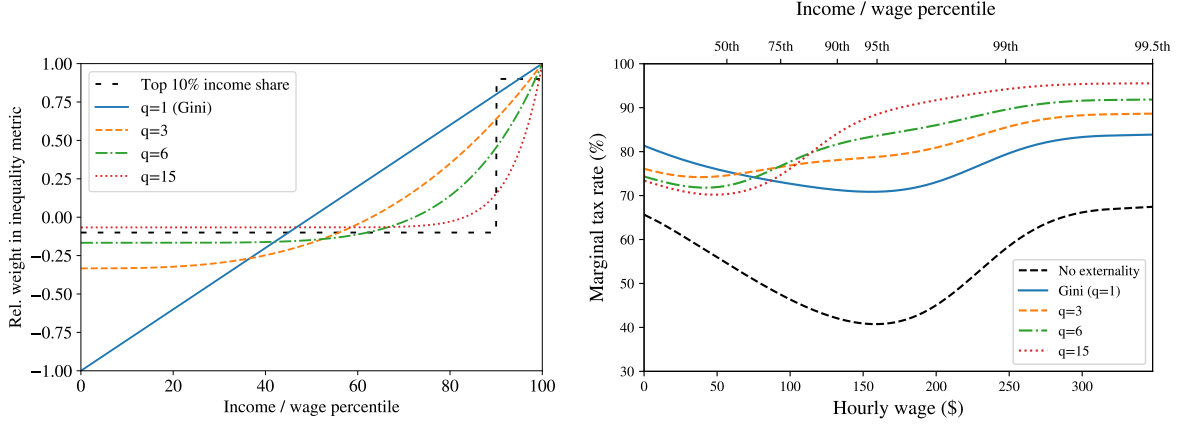 Rel. weight in inequality metric
1.00
0.75
0.50
0.25
0.00
−0.25
−0.50
−0.75
−1.00
Top 10% income share
q=1 (Gini)
q=3
q=6
q=15
0 20 40 60 80 100
Income / wage percentile
Income / wage percentile
50th 75th 90th 95th 99th 99.5th
Marginal tax rate (%)
100
90
80
70
60
50
40
30
No externality
Gini (q=1)
q=3
q=6
q=15
0 50 100 150 200 250 300
Hourly wage ($)